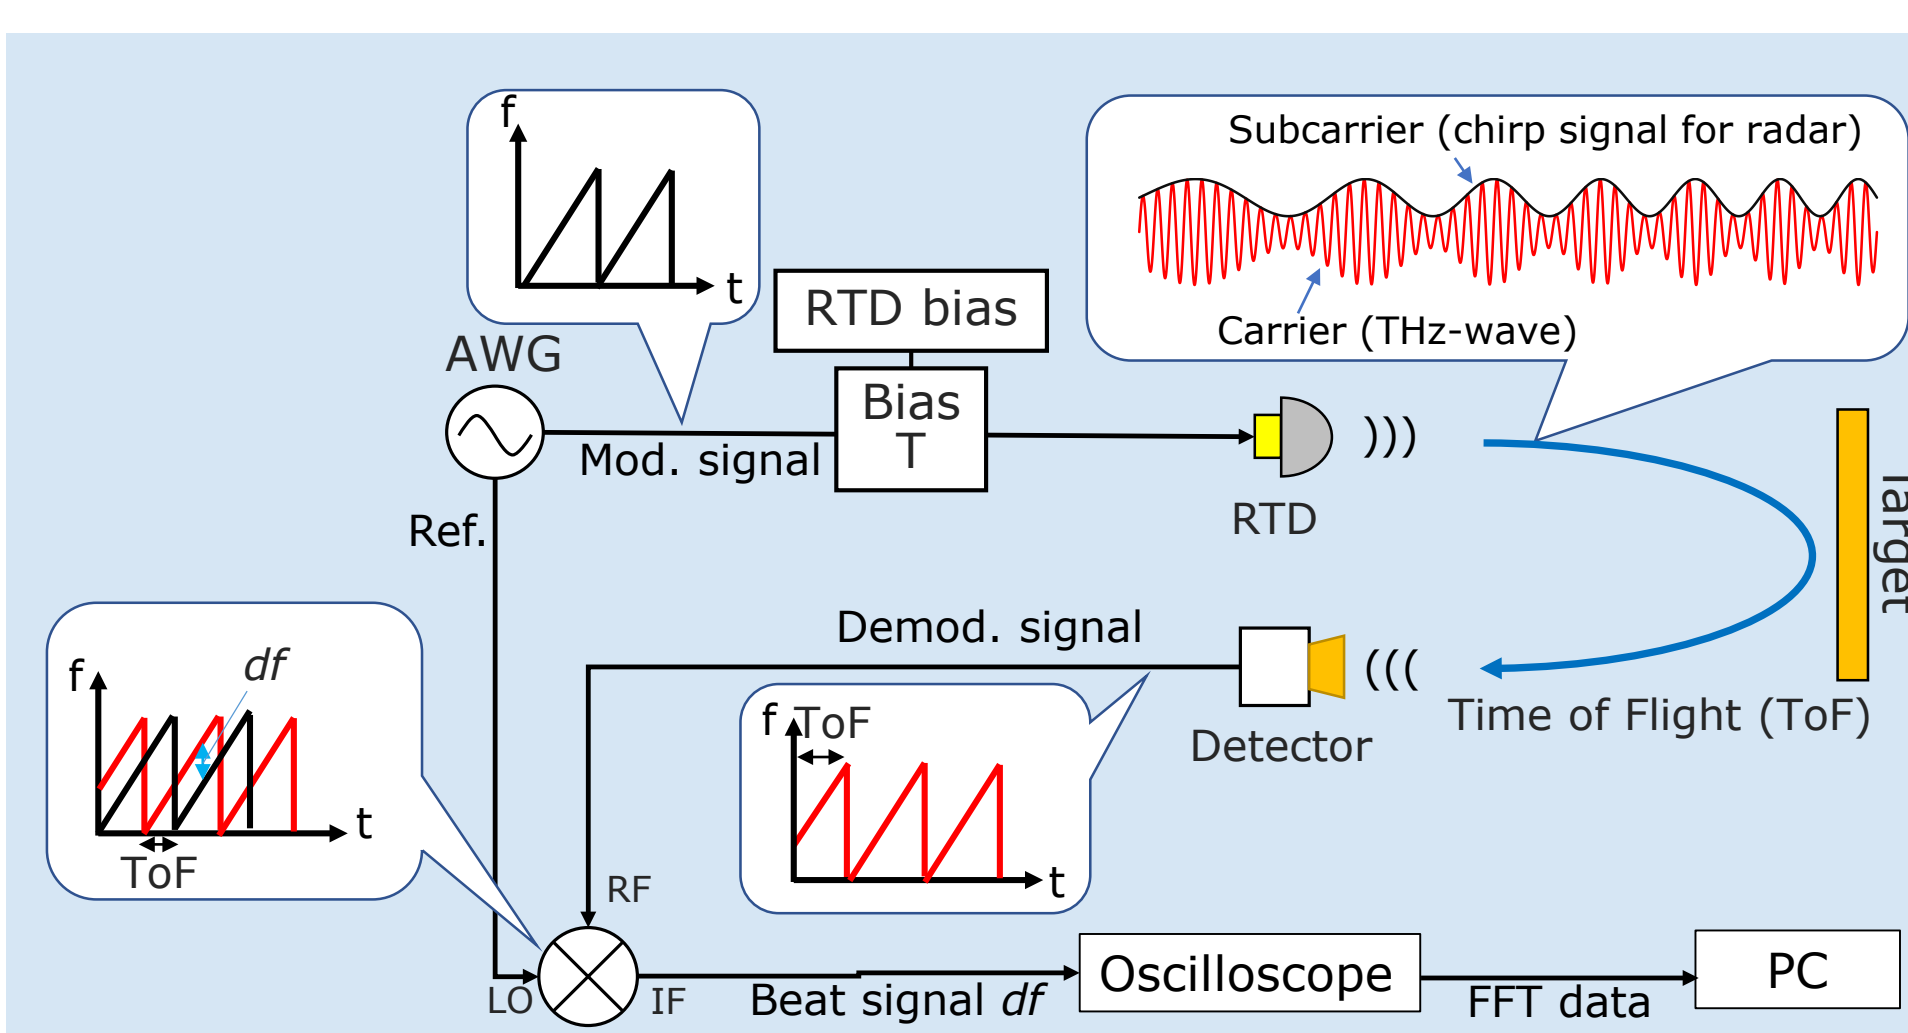 f
t
Subcarrier (chirp signal for radar)
Carrier (THz-wave)
RTD bias
AWG
Bias
T
Mod. signal
RTD
Ref.
Target
Demod. signal
Detector
Time of Flight (ToF)
f
df
t
ToF
f
ToF
t
RF
LO
IF
Beat signal df
Oscilloscope
FFT data
PC